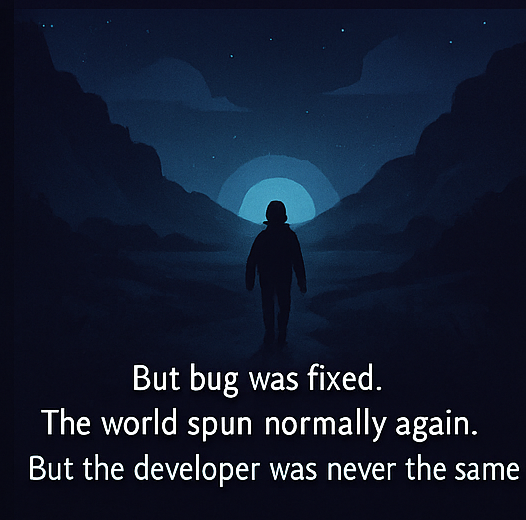 But bug was fixed.
The world spun normally again.
But the developer was never the same